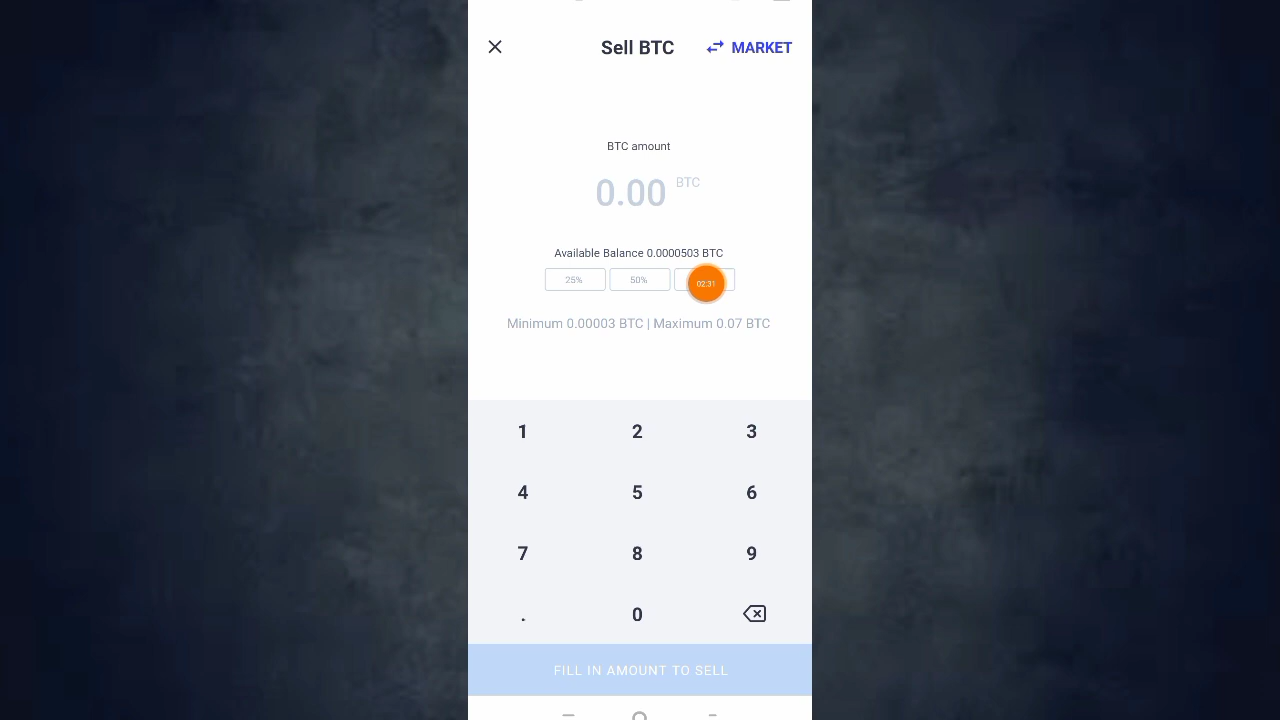 Sell BTC
MARKET
BTC amount
0.00 BTC
Available Balance 0.0000503 BTC
25% 50% 02:31
Minimum 0.00003 BTC | Maximum 0.07 BTC
1 2 3
4 5 6
7 8 9
. 0
FILL IN AMOUNT TO SELL